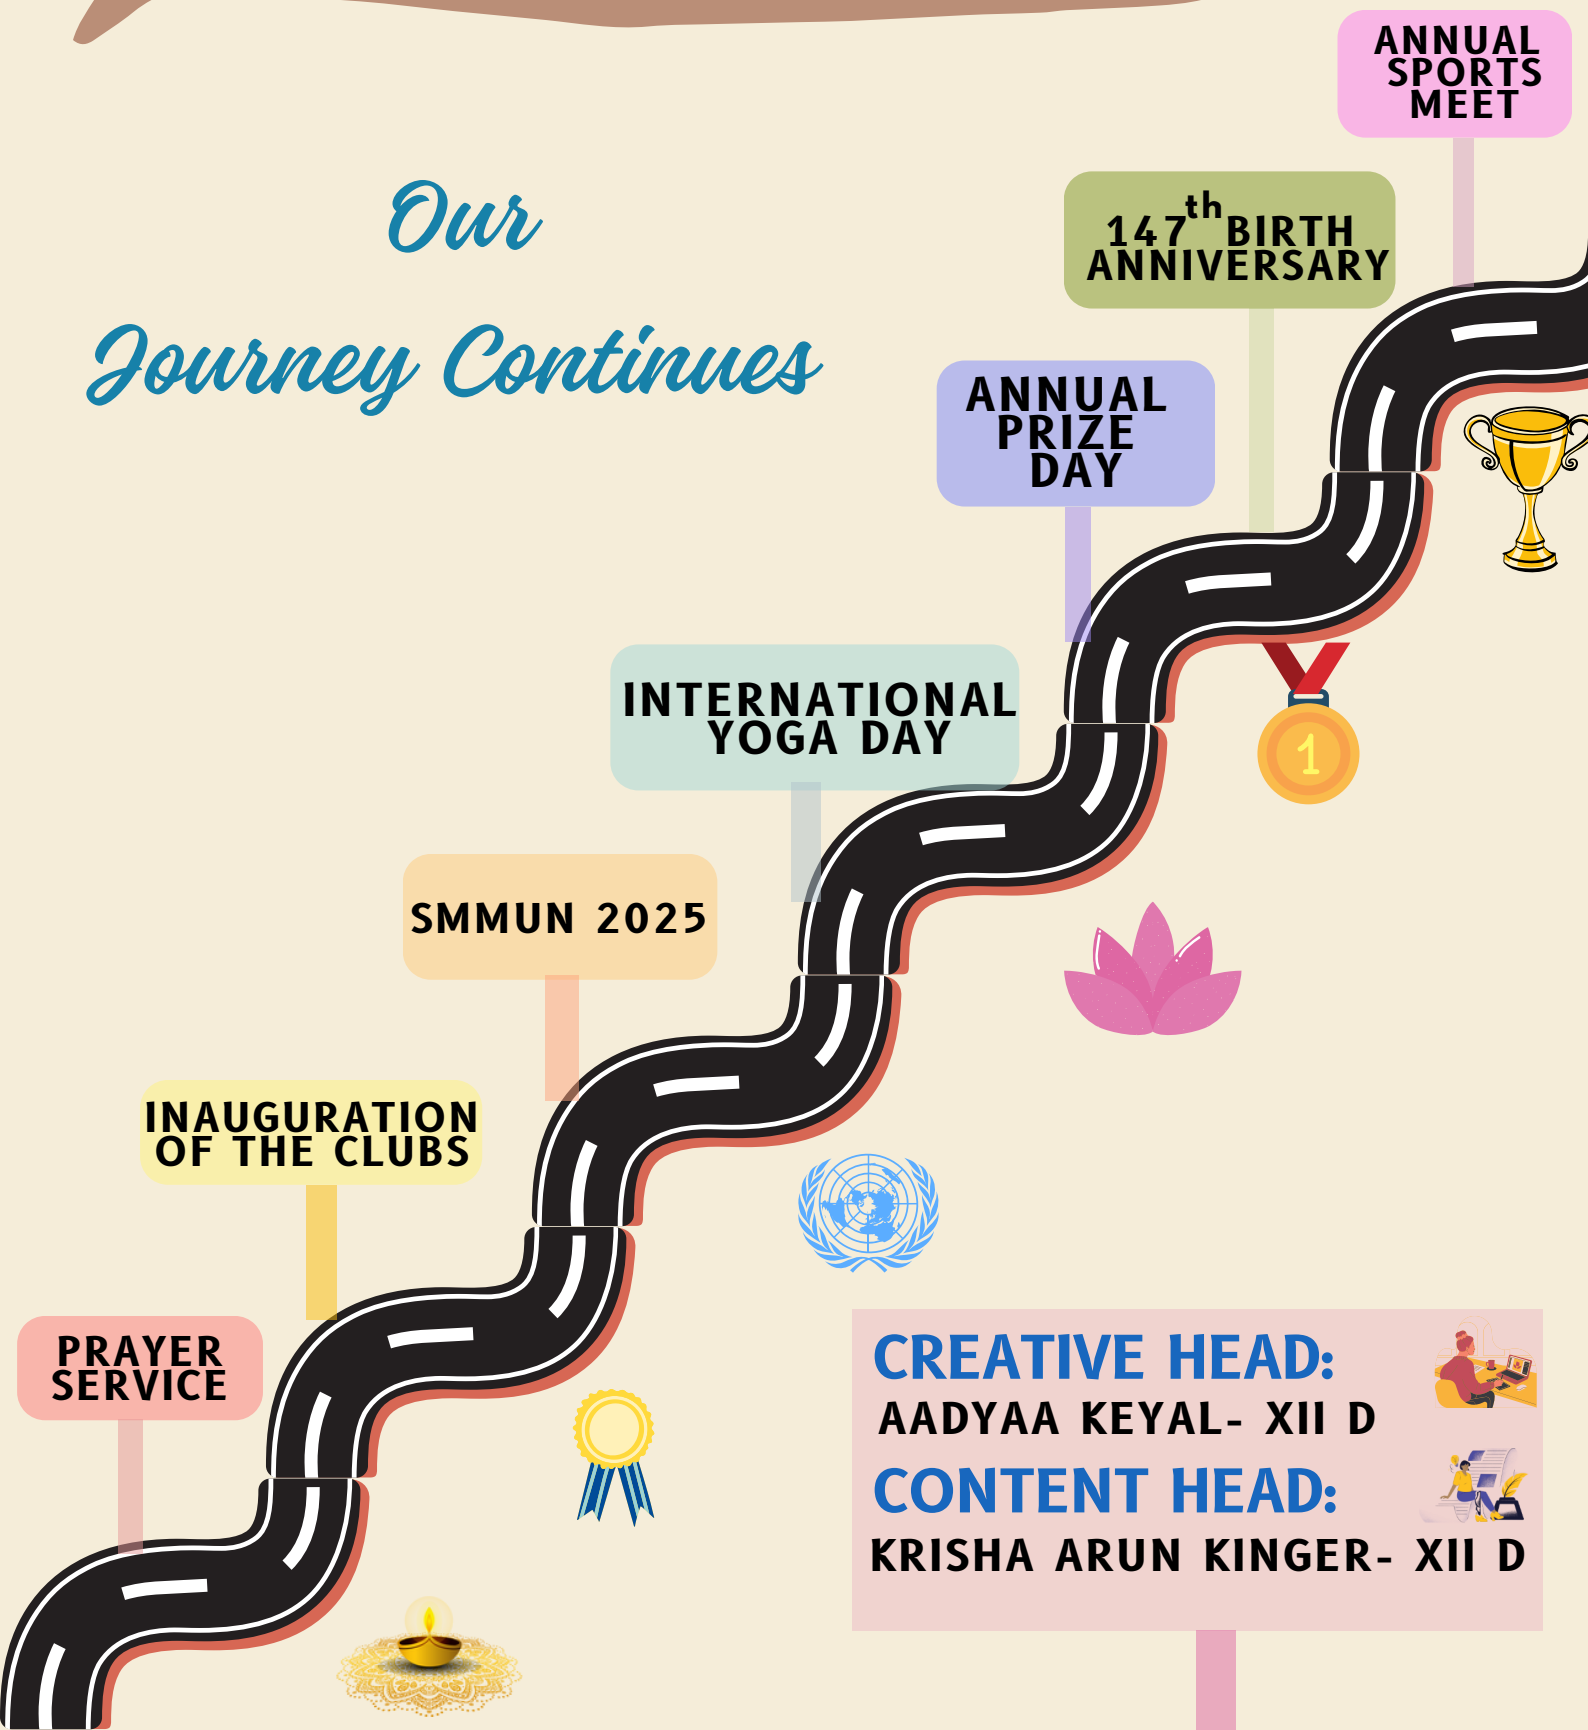 Our
Journey Continues
ANNUAL
SPORTS
MEET
147th BIRTH
ANNIVERSARY
ANNUAL
PRIZE
DAY
INTERNATIONAL
YOGA DAY
SMMUN 2025
INAUGURATION
OF THE CLUBS
PRAYER
SERVICE
1
CREATIVE HEAD:
AADYAA KEYAL- XII D
CONTENT HEAD:
KRISHA ARUN KINGER- XII D